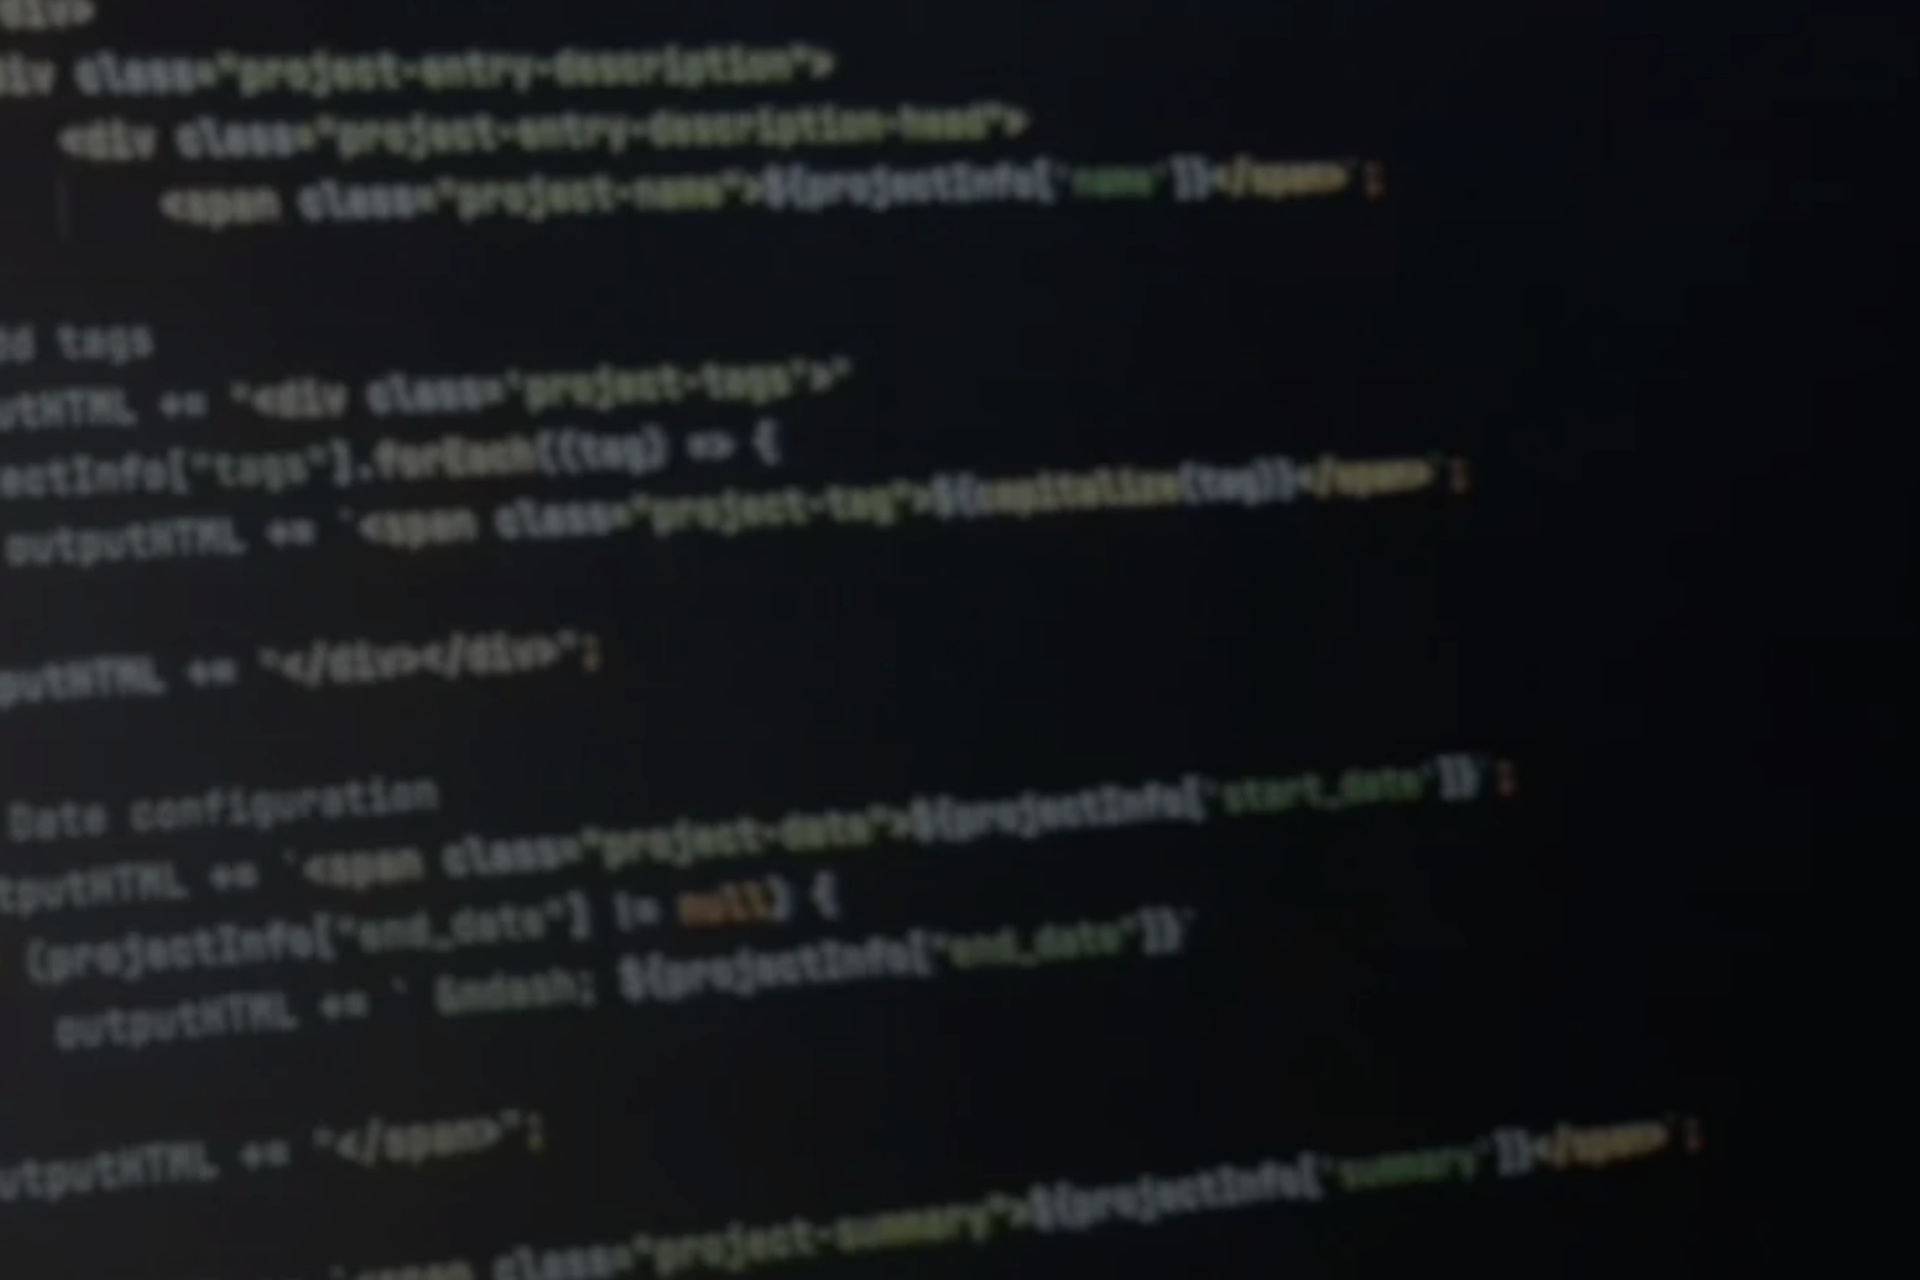 div>
div class="project-entry-description">
<div class="project-entry-description-head">
<span class="project-name">${projectInfo['name']}</span>`;
dd tags
utHTML += "<div class='project-tags'>"
ectInfo["tags"].forEach((tag) => {
outputHTML += `<span class="project-tag">${capitalize(tag)}</span>`;
putHTML += "</div></div>";
Date configuration
tputHTML += `<span class="project-date">${projectInfo['start_date']}`;
(projectInfo["end_date"] != null) {
outputHTML += ` &mdash; ${projectInfo["end_date"]}`
utputHTML += "</span>";
`<span class="project-summary">${projectInfo['summary']}</span>`;